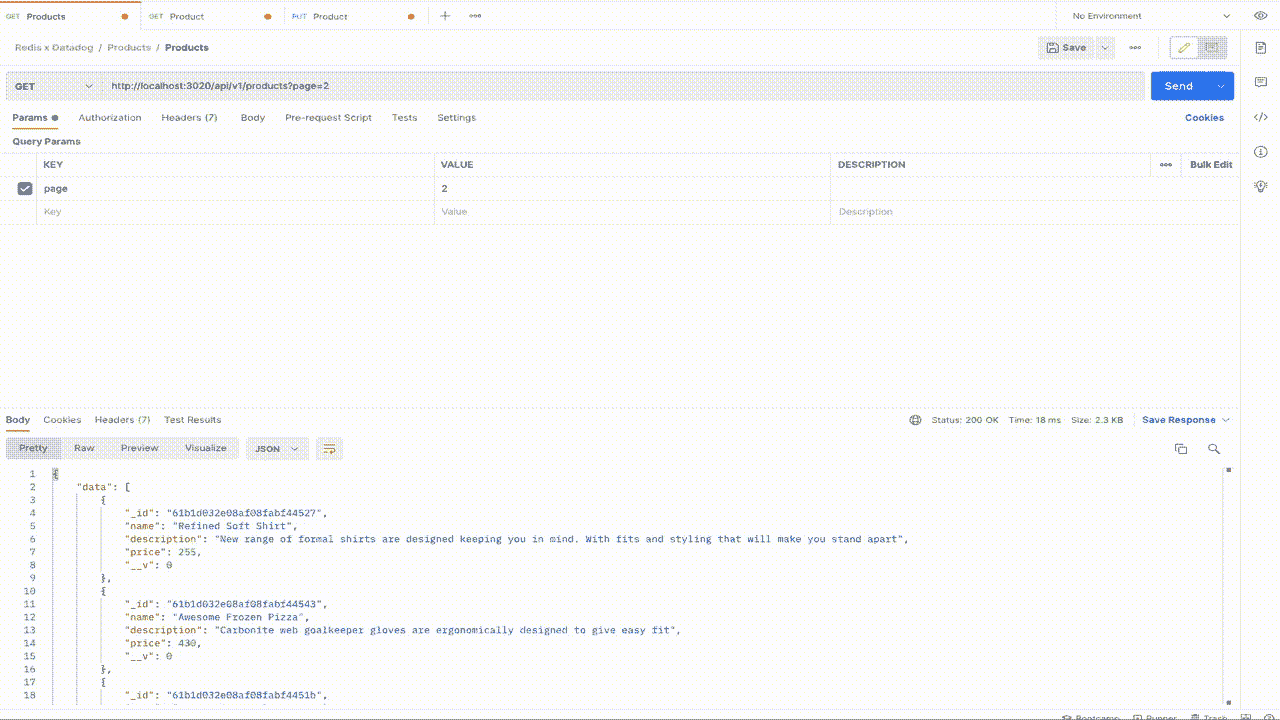 GET Products GET Product PUT Product No Environment
Redis x Datadog / Products / Products Save
GET http://localhost:3020/api/v1/products?page=2 Send
Params Authorization Headers (7) Body Pre-request Script Tests Settings Cookies
Query Params
KEY VALUE DESCRIPTION Bulk Edit
page 2
Key Value Description
Body Cookies Headers (7) Test Results Status: 200 OK Time: 18 ms Size: 2.3 KB Save Response
Pretty Raw Preview Visualize JSON
1 {
2 "data": [
3 {
4 "_id": "61b1d032e08af08fabf44527",
5 "name": "Refined Soft Shirt",
6 "description": "New range of formal shirts are designed keeping you in mind. With fits and styling that will make you stand apart",
7 "price": 255,
8 "__v": 0
9 },
10 {
11 "_id": "61b1d032e08af08fabf44543",
12 "name": "Awesome Frozen Pizza",
13 "description": "Carbonite web goalkeeper gloves are ergonomically designed to give easy fit",
14 "price": 430,
15 "__v": 0
16 },
17 {
18 "_id": "61b1d032e08af08fabf4451b",
Bootcamp Runner Trash